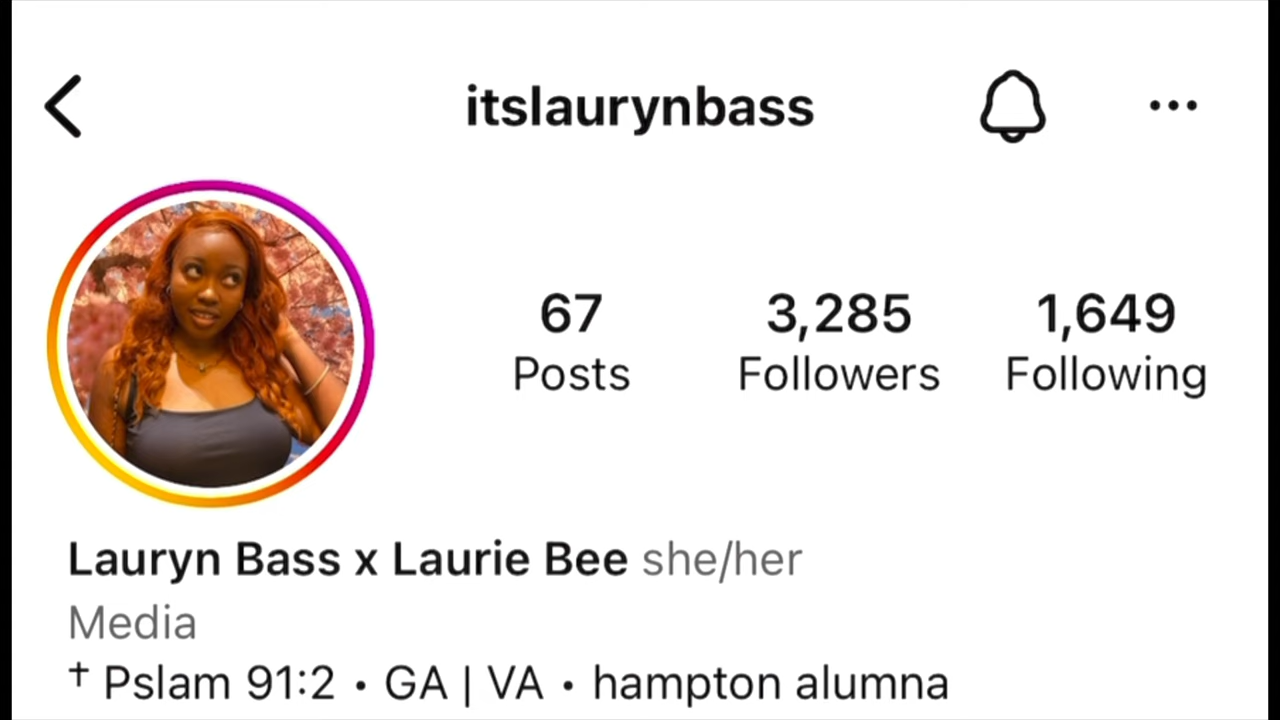 itslaurynbass
67 3,285 1,649
Posts Followers Following
Lauryn Bass x Laurie Bee she/her
Media
† Pslam 91:2 • GA | VA • hampton alumna